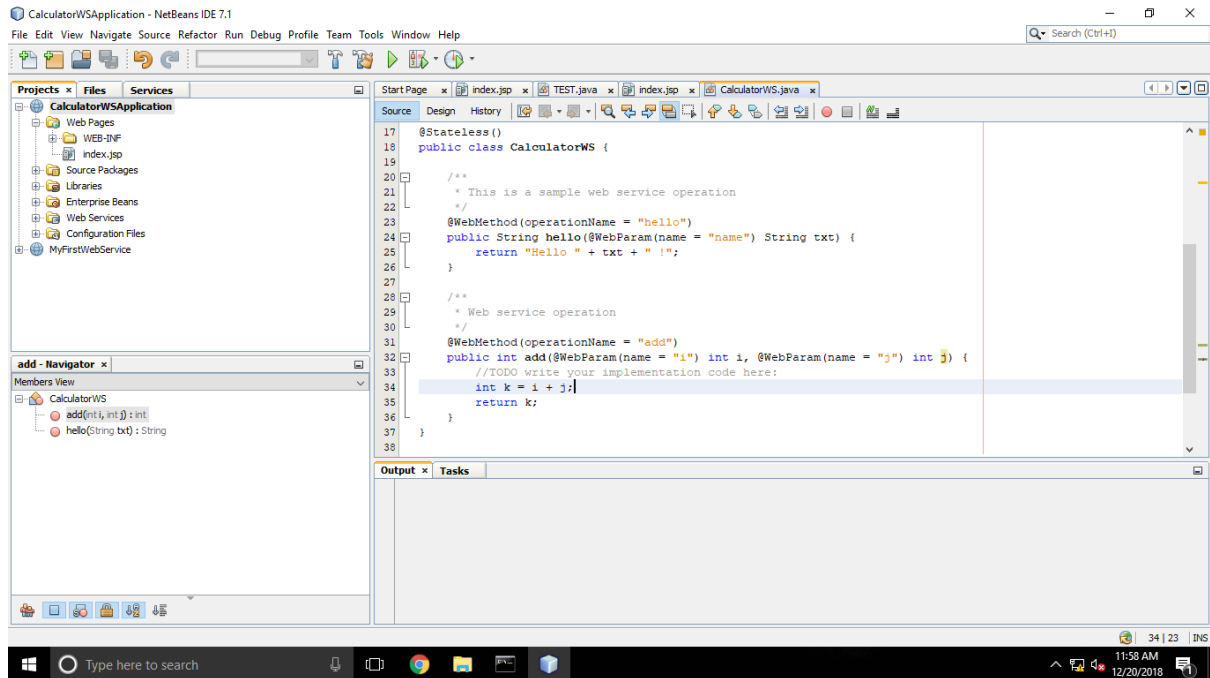 CalculatorWSApplication - NetBeans IDE 7.1
File Edit View Navigate Source Refactor Run Debug Profile Team Tools Window Help
Search (Ctrl+I)
Projects × Files Services
CalculatorWSApplication
Web Pages
WEB-INF
index.jsp
Source Packages
Libraries
Enterprise Beans
Web Services
Configuration Files
MyFirstWebService
add - Navigator ×
Members View
CalculatorWS
add(int i, int j) : int
hello(String txt) : String
Start Page × index.jsp × TEST.java × index.jsp × CalculatorWS.java ×
Source Design History
17 @Stateless()
18 public class CalculatorWS {
19
20 /**
21 * This is a sample web service operation
22 */
23 @WebMethod(operationName = "hello")
24 public String hello(@WebParam(name = "name") String txt) {
25 return "Hello " + txt + " !";
26 }
27
28 /**
29 * Web service operation
30 */
31 @WebMethod(operationName = "add")
32 public int add(@WebParam(name = "i") int i, @WebParam(name = "j") int j) {
33 //TODO write your implementation code here:
34 int k = i + j;
35 return k;
36 }
37 }
38
Output × Tasks
34 | 23 INS
Type here to search
11:58 AM
12/20/2018
1